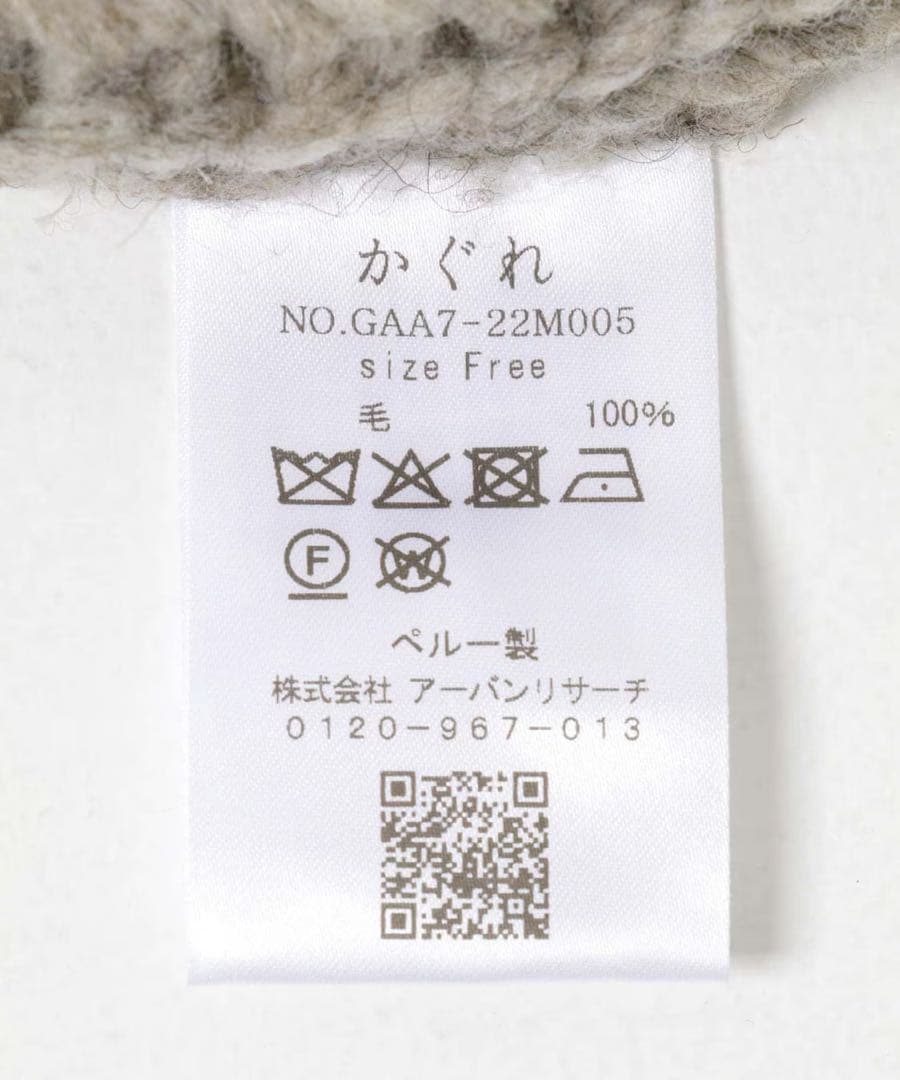 かぐれ
NO.GAA7-22M005
size Free
毛 100%
F W
ペルー製
株式会社 アーバンリサーチ
0120-967-013